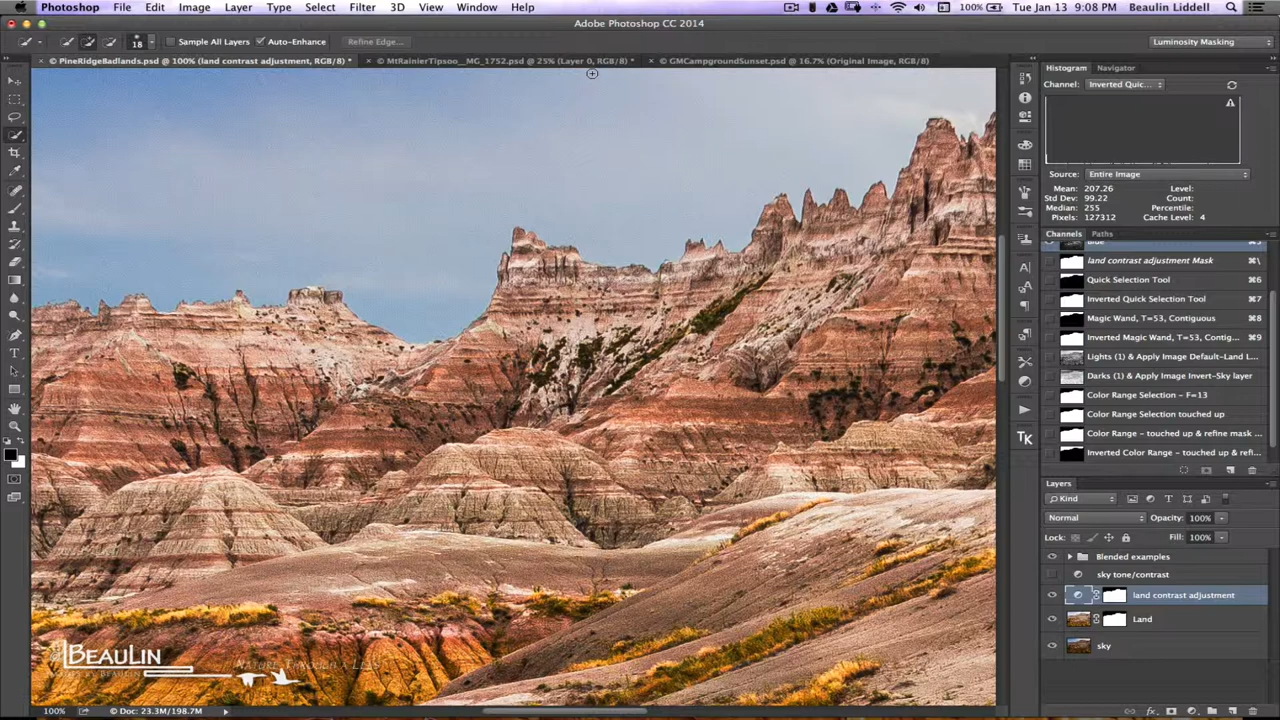 Photoshop File Edit Image Layer Type Select Filter 3D View Window Help 100% Tue Jan 13 9:08 PM Beaulin Liddell
Adobe Photoshop CC 2014
18 Sample All Layers Auto-Enhance Refine Edge... Luminosity Masking
× © PineRidgeBadlands.psd @ 100% (land contrast adjustment, RGB/8) * × © MtRainierTipsoo__MG_1752.psd @ 25% (Layer 0, RGB/8) * × © GMCampgroundSunset.psd @ 16.7% (Original Image, RGB/8)
Histogram Navigator
Channel: Inverted Quic...
Source: Entire Image
Mean: 207.26 Level:
Std Dev: 99.22 Count:
Median: 255 Percentile:
Pixels: 127312 Cache Level: 4
Channels Paths
Blue ⌘5
land contrast adjustment Mask ⌘\
Quick Selection Tool ⌘6
Inverted Quick Selection Tool ⌘7
Magic Wand, T=53, Contiguous ⌘8
Inverted Magic Wand, T=53, Contig... ⌘9
Lights (1) & Apply Image Default-Land L...
Darks (1) & Apply Image Invert-Sky layer
Color Range Selection - F=13
Color Range Selection touched up
Color Range - touched up & refine mask ...
Inverted Color Range - touched up & refi...
TK
Layers
Kind
Normal Opacity: 100%
Lock: Fill: 100%
Blended examples
sky tone/contrast
land contrast adjustment
Land
sky
BEAULIN
NATURE THROUGH A LENS
100% © Doc: 23.3M/198.7M